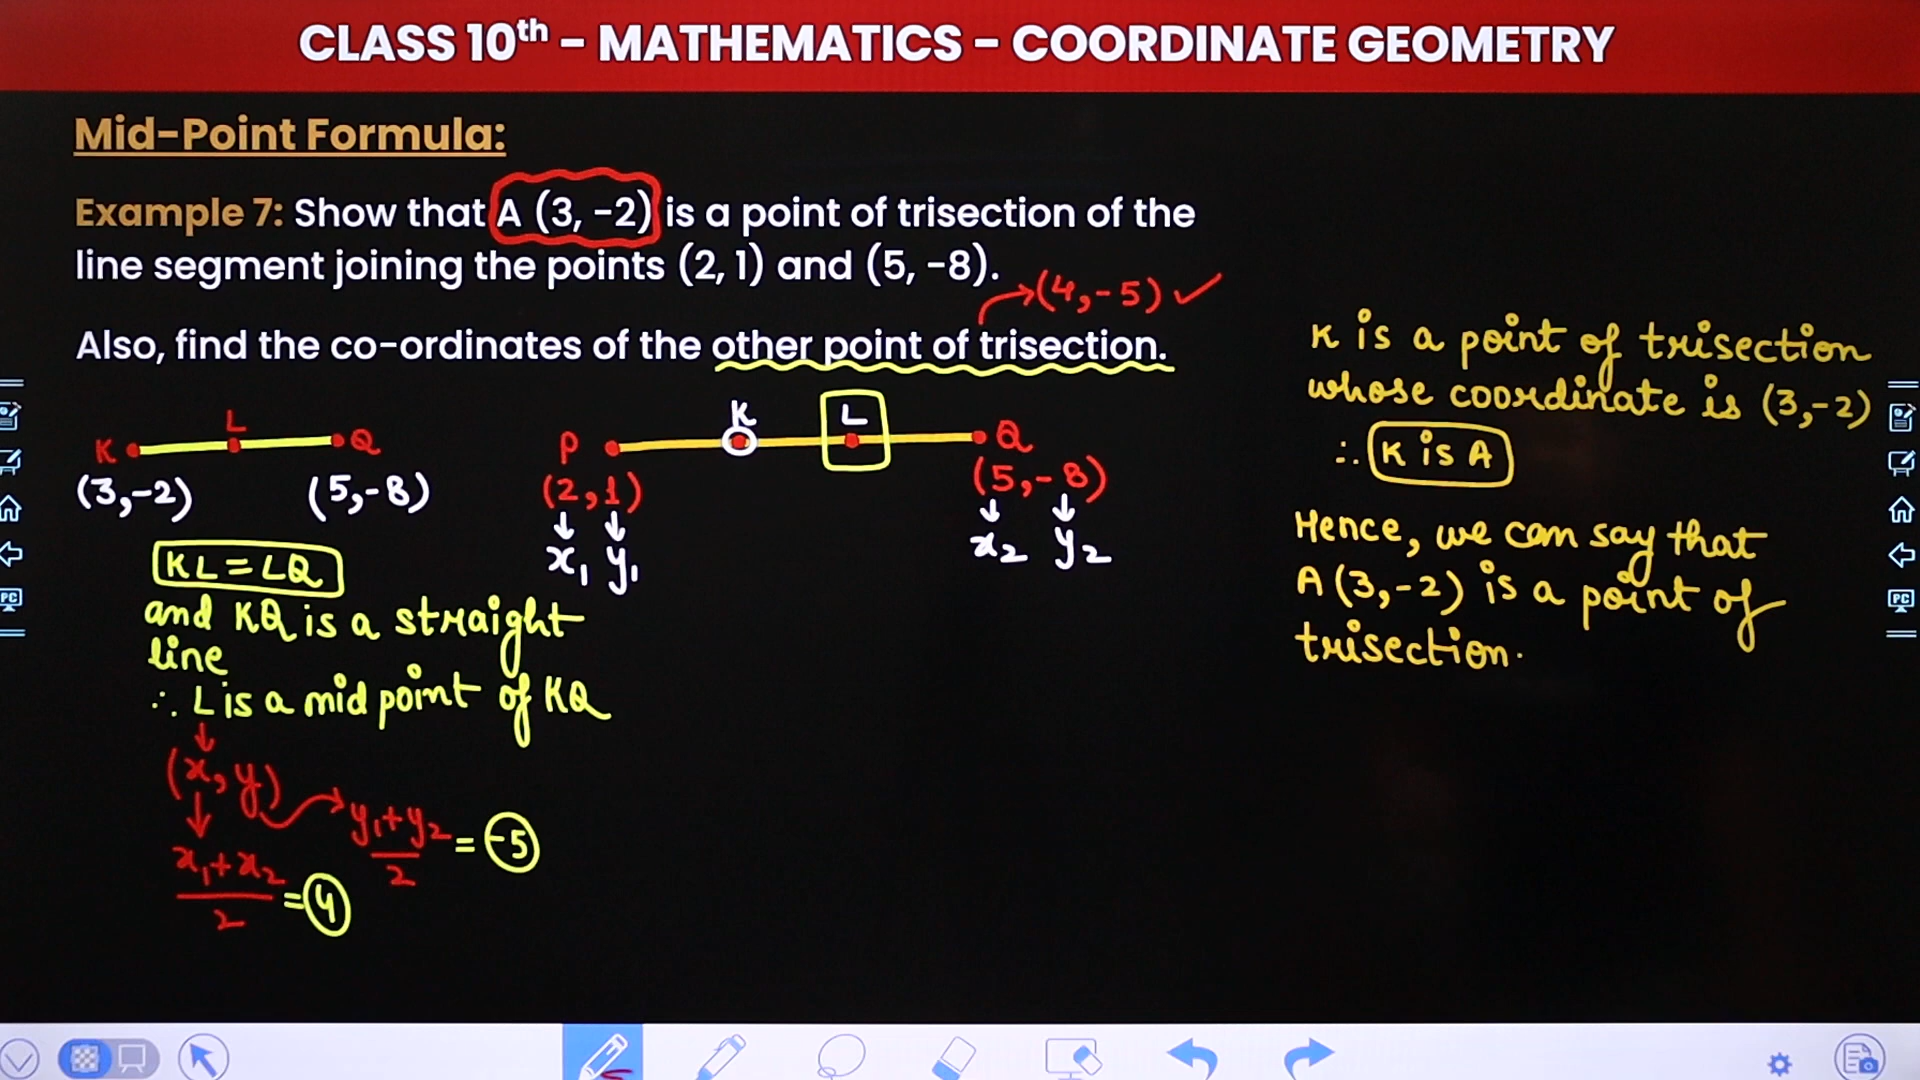 CLASS 10th - MATHEMATICS - COORDINATE GEOMETRY
Mid-Point Formula:
Example 7: Show that A (3, -2) is a point of trisection of the
line segment joining the points (2, 1) and (5, -8).
→(4,-5) ✓
Also, find the co-ordinates of the other point of trisection.
K L Q
(3,-2) (5,-8)
KL = LQ
and KQ is a straight
line
∴ L is a mid point of KQ
↓
(x,y)
↓ → y₁+y₂/2 = -5
x₁+x₂/2 = 4
P K L Q
(2,1) (5,-8)
↓ ↓ ↓ ↓
x₁ y₁ x₂ y₂
K is a point of trisection
whose coordinate is (3,-2)
∴ K is A
Hence, we can say that
A (3,-2) is a point of
trisection.
PC
PC